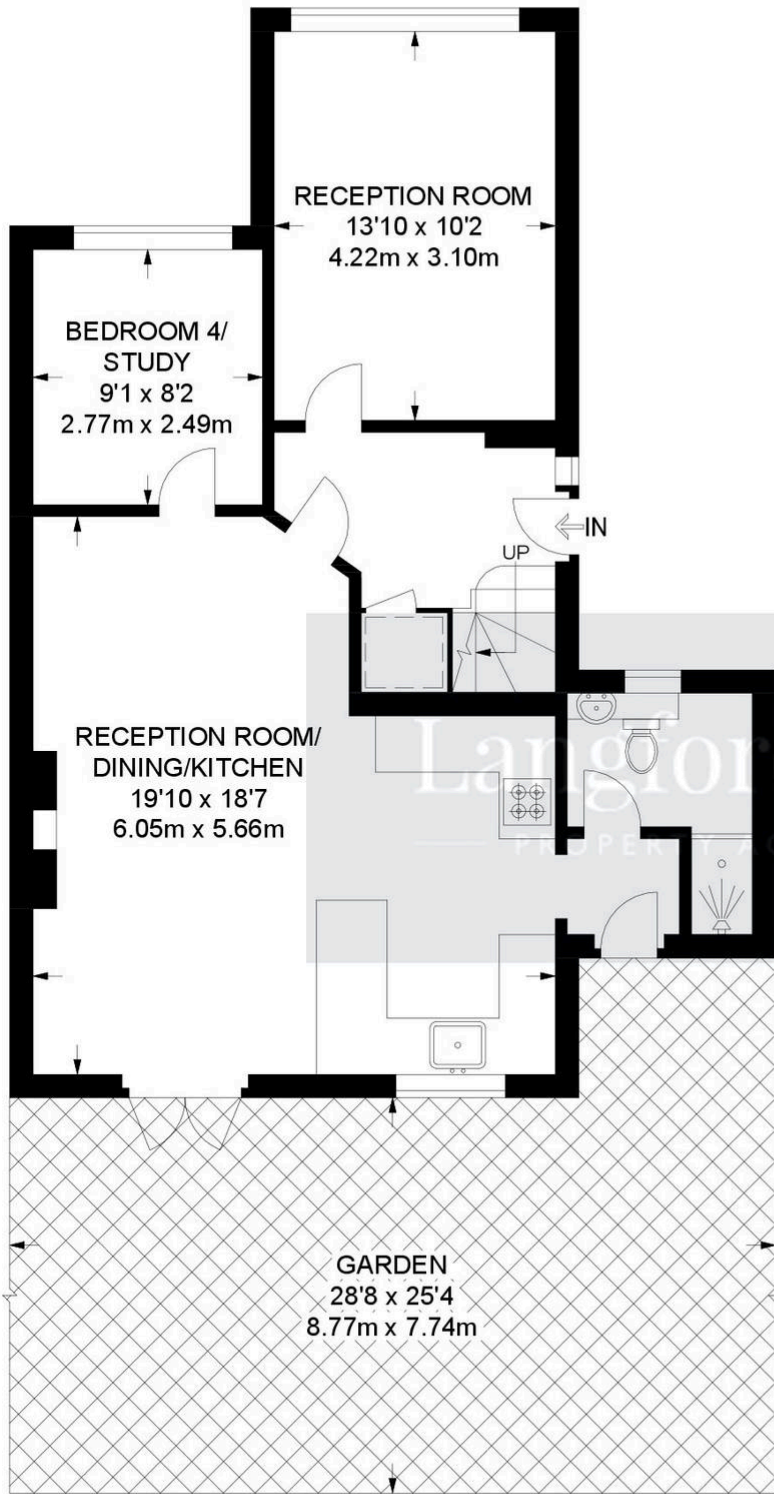 RECEPTION ROOM
13'10 x 10'2
4.22m x 3.10m
BEDROOM 4/
STUDY
9'1 x 8'2
2.77m x 2.49m
IN
UP
RECEPTION ROOM/
DINING/KITCHEN
19'10 x 18'7
6.05m x 5.66m
Langfor
PROPERTY A
GARDEN
28'8 x 25'4
8.77m x 7.74m